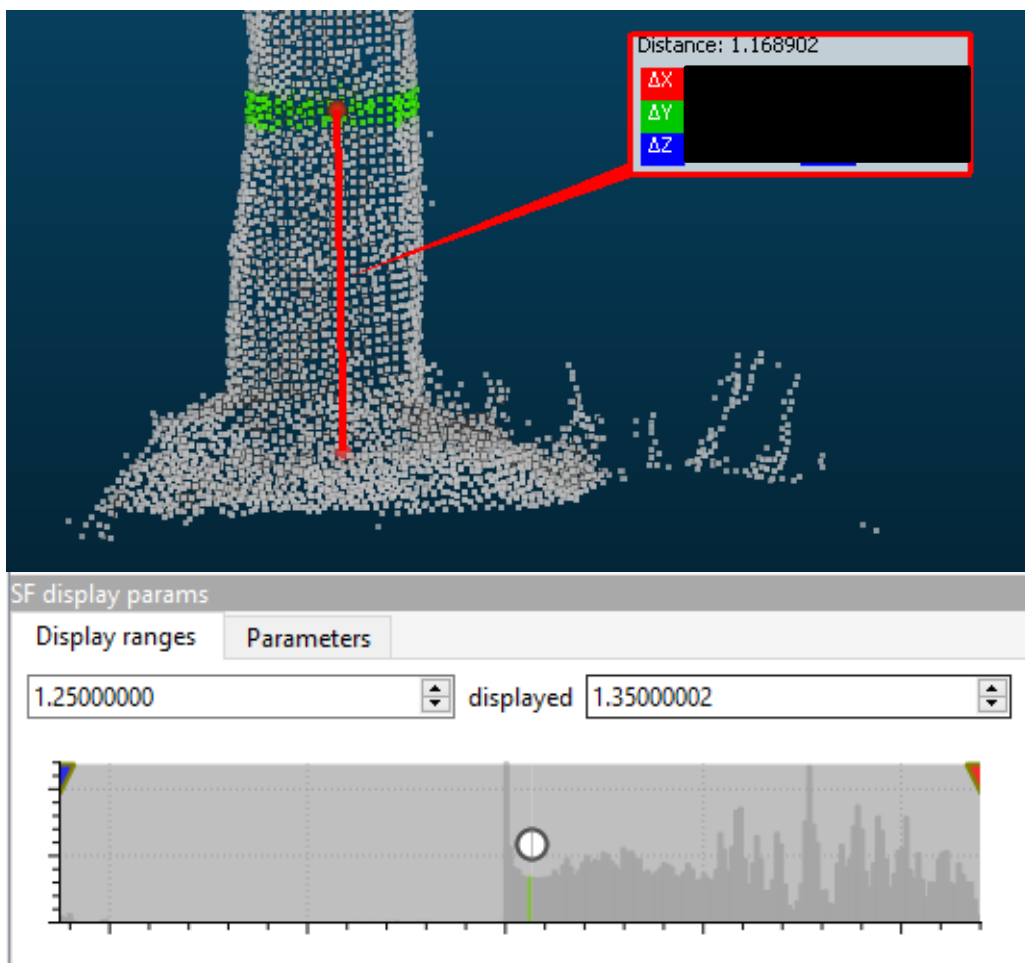 Distance: 1.168902
ΔX
ΔY
ΔZ
SF display params
Display ranges Parameters
1.25000000 displayed 1.35000002